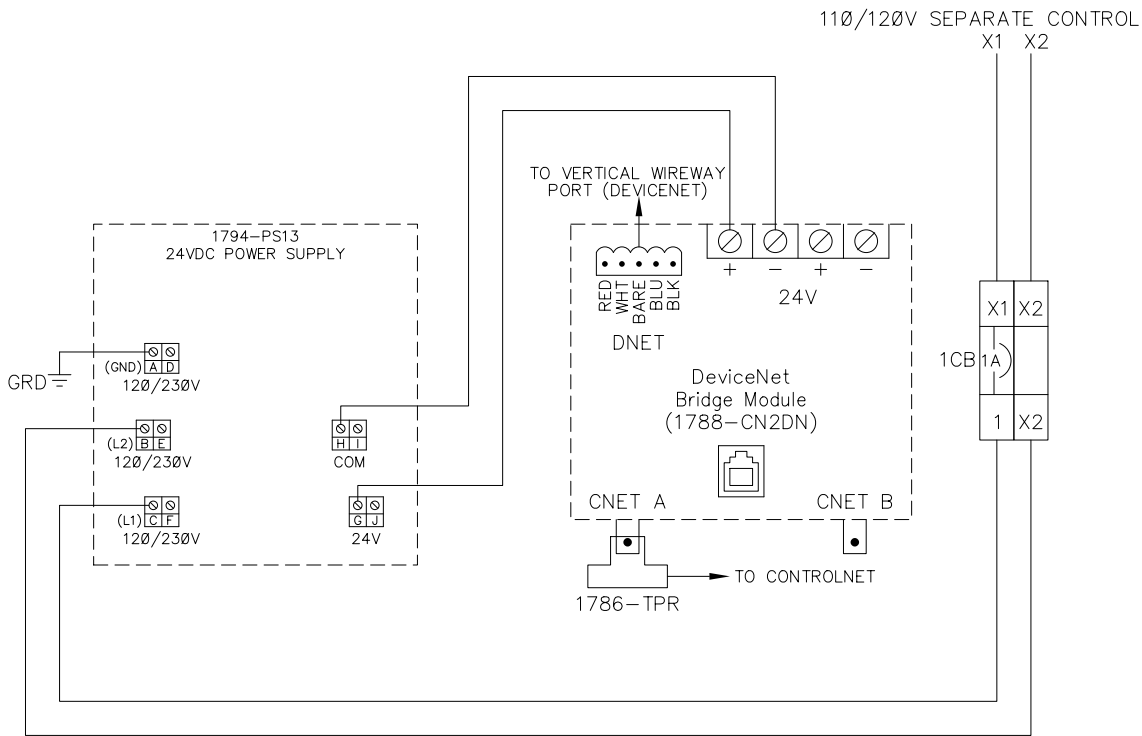 110/120V SEPARATE CONTROL
X1 X2
TO VERTICAL WIREWAY
PORT (DEVICENET)
1794-PS13
24VDC POWER SUPPLY
+ - + -
24V
RED
WHT
BARE
BLU
BLK
DNET
X1 X2
1CB 1A
1 X2
GRD
(GND) A D
120/230V
DeviceNet
Bridge Module
(1788-CN2DN)
(L2) B E
120/230V
H I
COM
CNET A
CNET B
(L1) C F
120/230V
G J
24V
TO CONTROLNET
1786-TPR